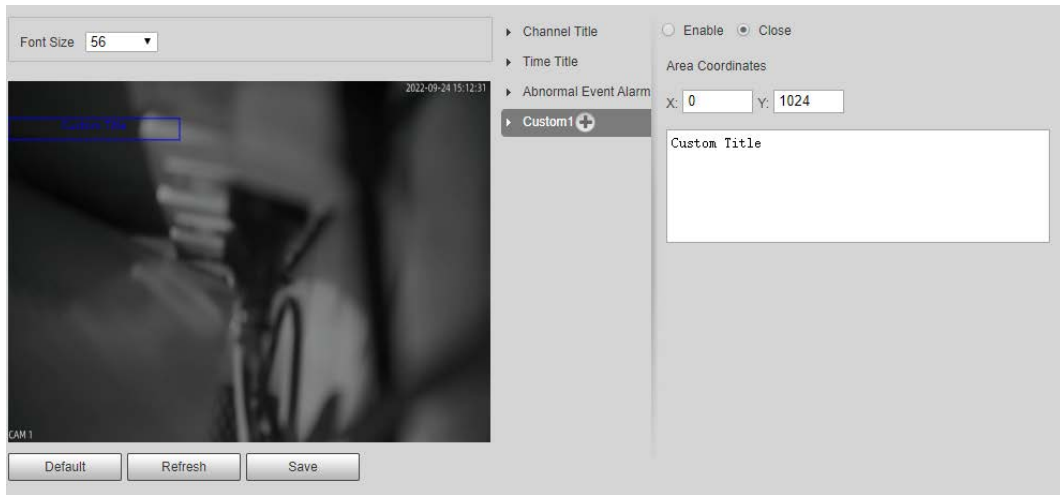 Font Size 56
2022-09-24 15:12:31
Custom Title
CAM 1
Default Refresh Save
Channel Title
Time Title
Abnormal Event Alarm
Custom1
Enable Close
Area Coordinates
X: 0 Y: 1024
Custom Title